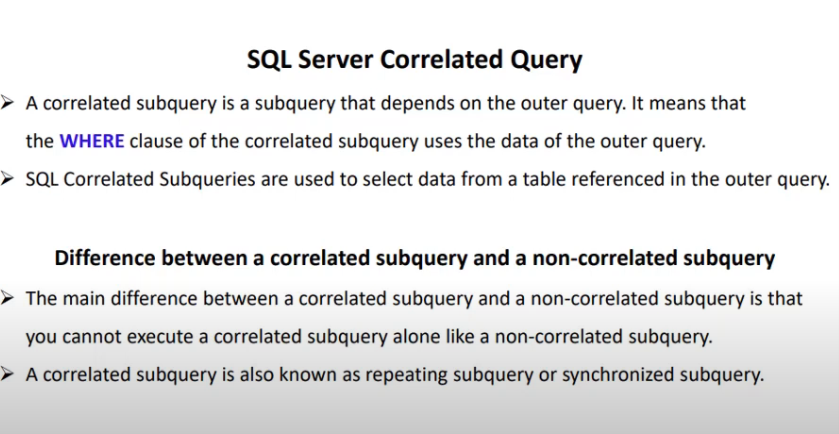 SQL Server Correlated Query
➢ A correlated subquery is a subquery that depends on the outer query. It means that
the WHERE clause of the correlated subquery uses the data of the outer query.
➢ SQL Correlated Subqueries are used to select data from a table referenced in the outer query.
Difference between a correlated subquery and a non-correlated subquery
➢ The main difference between a correlated subquery and a non-correlated subquery is that
you cannot execute a correlated subquery alone like a non-correlated subquery.
➢ A correlated subquery is also known as repeating subquery or synchronized subquery.